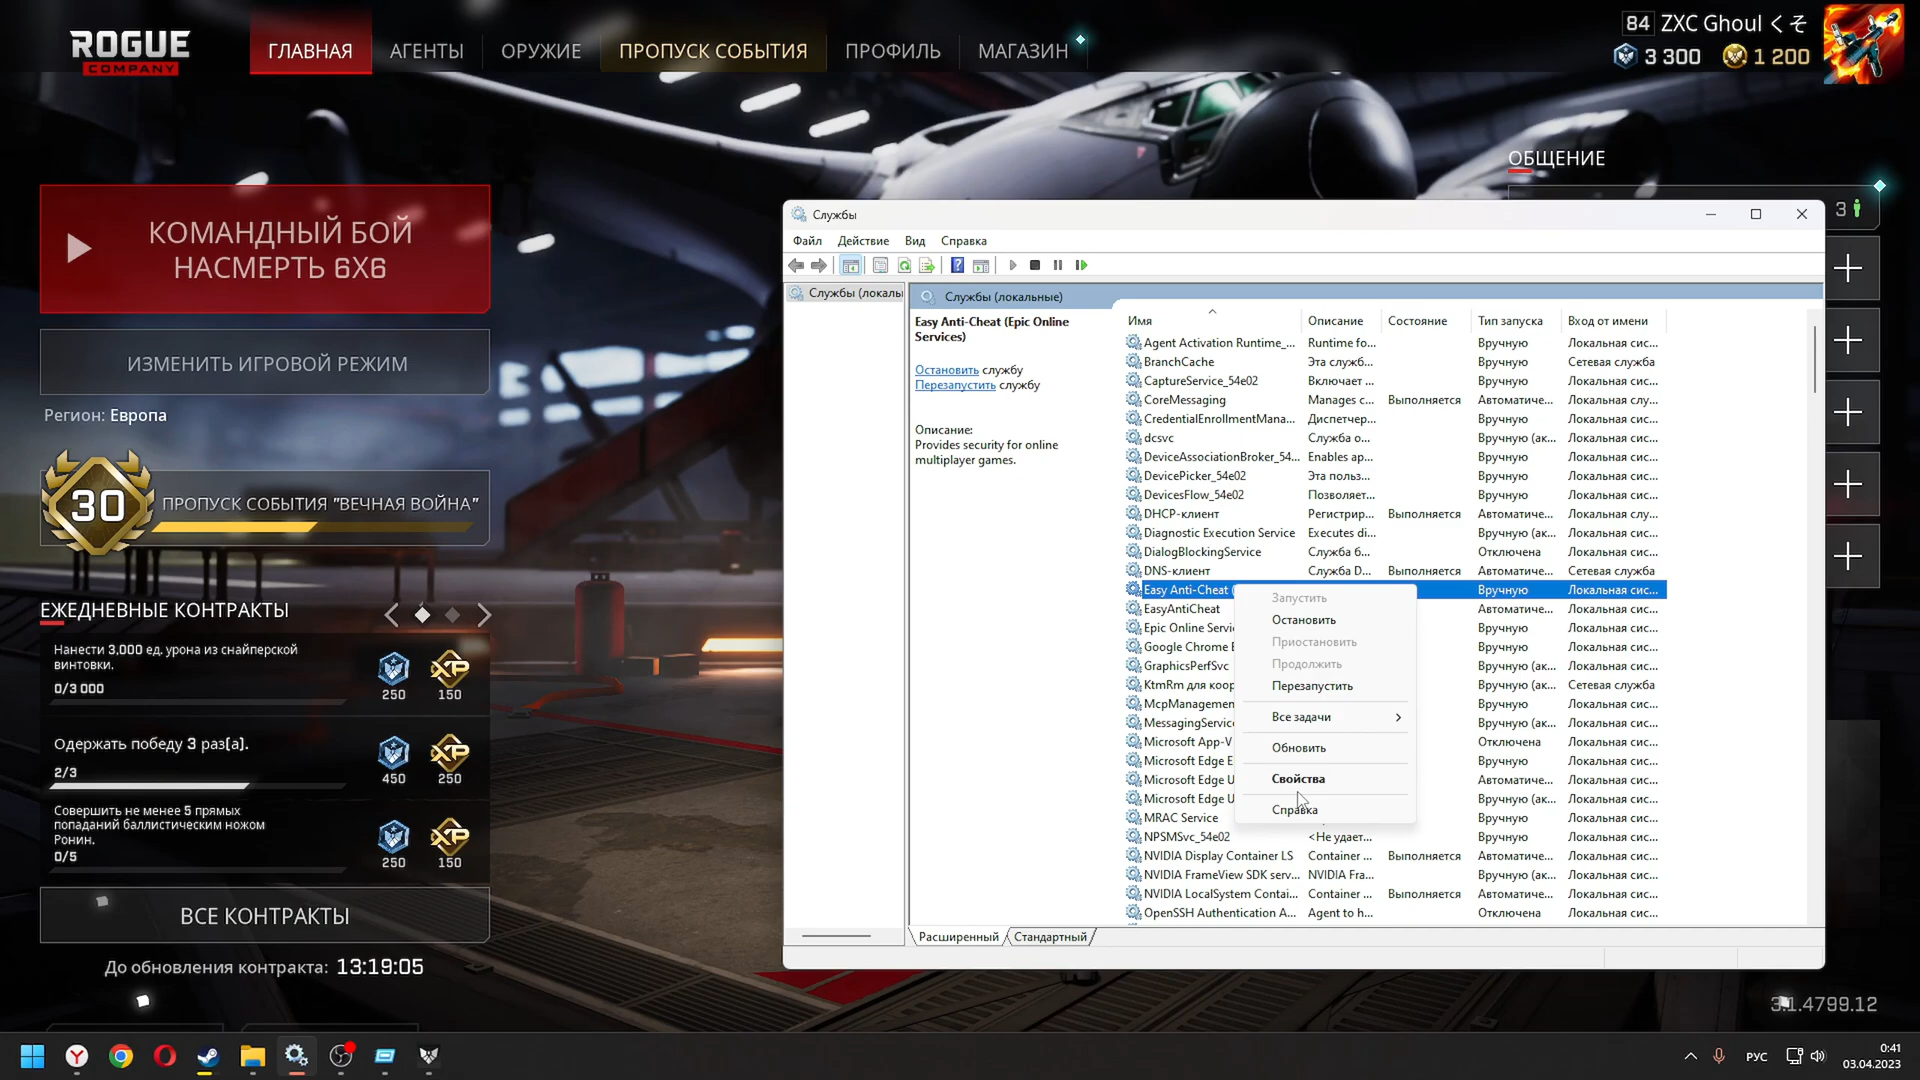 ROGUE
COMPANY
ГЛАВНАЯ
АГЕНТЫ
ОРУЖИЕ
ПРОПУСК СОБЫТИЯ
ПРОФИЛЬ
МАГАЗИН
84 ZXC Ghoul くそ
3 300
1 200
КОМАНДНЫЙ БОЙ
НАСМЕРТЬ 6X6
ИЗМЕНИТЬ ИГРОВОЙ РЕЖИМ
Регион: Европа
30
ПРОПУСК СОБЫТИЯ "ВЕЧНАЯ ВОЙНА"
ЕЖЕДНЕВНЫЕ КОНТРАКТЫ
Нанести 3,000 ед. урона из снайперской
винтовки.
0/3 000
XP
250
150
Одержать победу 3 раз(а).
2/3
XP
450
250
Совершить не менее 5 прямых
попаданий баллистическим ножом
Ронин.
0/5
XP
250
150
ВСЕ КОНТРАКТЫ
До обновления контракта: 13:19:05
ОБЩЕНИЕ
3
Службы
Файл
Действие
Вид
Справка
Службы (локалы
Службы (локальные)
Easy Anti-Cheat (Epic Online
Services)
Остановить службу
Перезапустить службу
Описание:
Provides security for online
multiplayer games.
Имя Описание Состояние Тип запуска Вход от имени
Agent Activation Runtime_... Runtime fo... Вручную Локальная сис...
BranchCache Эта служб... Вручную Сетевая служба
CaptureService_54e02 Включает ... Вручную Локальная сис...
CoreMessaging Manages c... Выполняется Автоматиче... Локальная слу...
CredentialEnrollmentMana... Диспетчер... Вручную Локальная сис...
dcsvc Служба о... Вручную (ак... Локальная сис...
DeviceAssociationBroker_54... Enables ap... Вручную Локальная сис...
DevicePicker_54e02 Эта польз... Вручную Локальная сис...
DevicesFlow_54e02 Позволяет... Вручную Локальная сис...
DHCP-клиент Регистрир... Выполняется Автоматиче... Локальная слу...
Diagnostic Execution Service Executes di... Вручную (ак... Локальная сис...
DialogBlockingService Служба б... Отключена Локальная сис...
DNS-клиент Служба D... Выполняется Автоматиче... Сетевая служба
Easy Anti-Cheat ( Вручную Локальная сис...
EasyAntiCheat Автоматиче... Локальная сис...
Epic Online Servi Вручную Локальная сис...
Google Chrome E Вручную Локальная сис...
GraphicsPerfSvc Вручную (ак... Локальная сис...
KtmRm для коор Вручную (ак... Сетевая служба
McpManagemen Вручную Локальная сис...
MessagingService Вручную (ак... Локальная сис...
Microsoft App-V Отключена Локальная сис...
Microsoft Edge E Вручную Локальная сис...
Microsoft Edge U Автоматиче... Локальная сис...
Microsoft Edge U Вручную (ак... Локальная сис...
MRAC Service Вручную Локальная сис...
NPSMSvc_54e02 <Не удает... Вручную Локальная сис...
NVIDIA Display Container LS Container ... Выполняется Автоматиче... Локальная сис...
NVIDIA FrameView SDK serv... NVIDIA Fra... Вручную (ак... Локальная сис...
NVIDIA LocalSystem Contai... Container ... Выполняется Автоматиче... Локальная сис...
OpenSSH Authentication A... Agent to h... Отключена Локальная сис...
Запустить
Остановить
Приостановить
Продолжить
Перезапустить
Все задачи
Обновить
Свойства
Справка
Расширенный
Стандартный
4799.12
РУС
0:41
03.04.2023